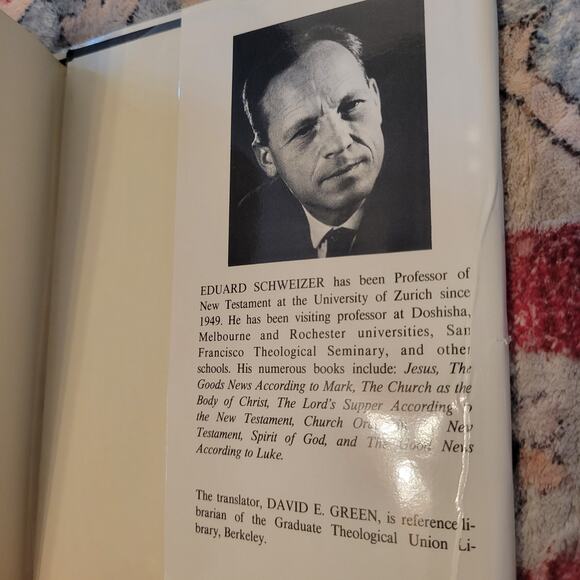 EDUARD SCHWEIZER has been Professor of
New Testament at the University of Zurich since
1949. He has been visiting professor at Doshisha,
Melbourne and Rochester universities, San
Francisco Theological Seminary, and other
schools. His numerous books include: Jesus, The
Goods News According to Mark, The Church as the
Body of Christ, The Lord's Supper According to
the New Testament, Church New
Testament, Spirit of God, and The Good News
According to Luke.
The translator, DAVID E. GREEN, is reference li-
brarian of the Graduate Theological Union Li-
brary, Berkeley.